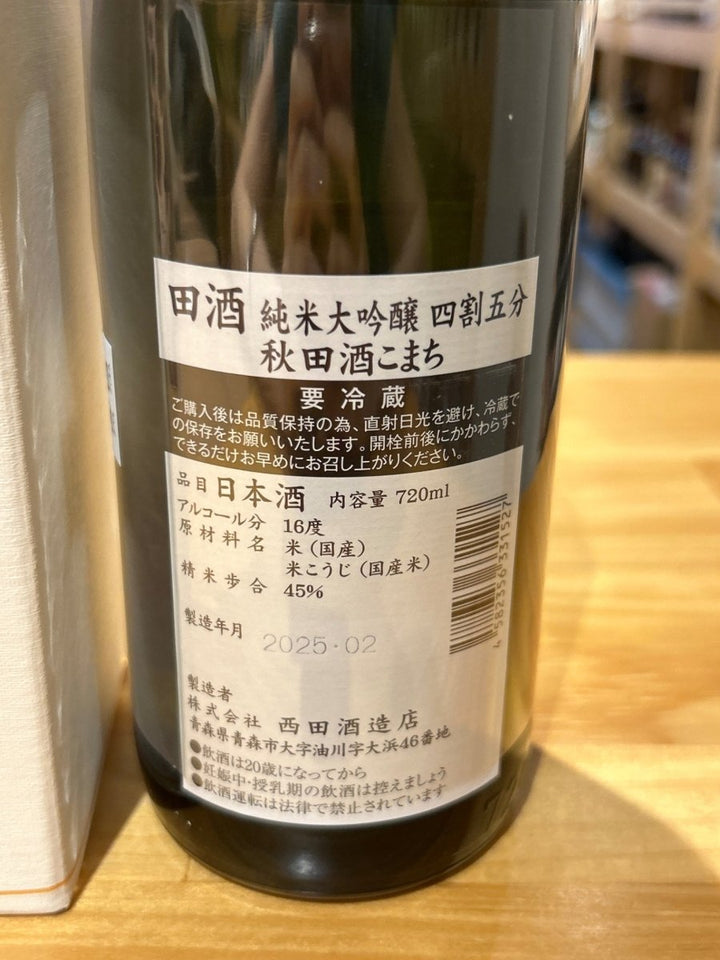 田酒 純米大吟醸 四割五分
秋田酒こまち
要冷蔵
ご購入後は品質保持の為、直射日光を避け、冷蔵で
の保存をお願いいたします。開栓前後にかかわらず、
できるだけお早めにお召し上がりください。
品目 日本酒 内容量 720ml
アルコール分 16度
原材料名 米(国産)
米こうじ(国産米)
精米歩合 45%
製造年月 2025・02
4 582356 331527
製造者
株式会社 西田酒造店
青森県青森市大字油川字大浜46番地
●飲酒は20歳になってから
●妊娠中・授乳期の飲酒は控えましょう
●飲酒運転は法律で禁止されています